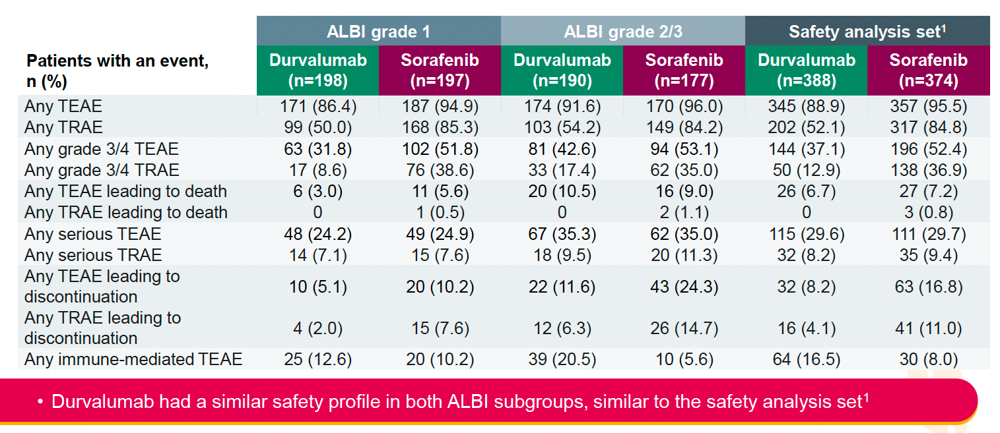 ALBI grade 1 ALBI grade 2/3 Safety analysis set¹
Patients with an event, n (%) Durvalumab (n=198) Sorafenib (n=197) Durvalumab (n=190) Sorafenib (n=177) Durvalumab (n=388) Sorafenib (n=374)
Any TEAE 171 (86.4) 187 (94.9) 174 (91.6) 170 (96.0) 345 (88.9) 357 (95.5)
Any TRAE 99 (50.0) 168 (85.3) 103 (54.2) 149 (84.2) 202 (52.1) 317 (84.8)
Any grade 3/4 TEAE 63 (31.8) 102 (51.8) 81 (42.6) 94 (53.1) 144 (37.1) 196 (52.4)
Any grade 3/4 TRAE 17 (8.6) 76 (38.6) 33 (17.4) 62 (35.0) 50 (12.9) 138 (36.9)
Any TEAE leading to death 6 (3.0) 11 (5.6) 20 (10.5) 16 (9.0) 26 (6.7) 27 (7.2)
Any TRAE leading to death 0 1 (0.5) 0 2 (1.1) 0 3 (0.8)
Any serious TEAE 48 (24.2) 49 (24.9) 67 (35.3) 62 (35.0) 115 (29.6) 111 (29.7)
Any serious TRAE 14 (7.1) 15 (7.6) 18 (9.5) 20 (11.3) 32 (8.2) 35 (9.4)
Any TEAE leading to discontinuation 10 (5.1) 20 (10.2) 22 (11.6) 43 (24.3) 32 (8.2) 63 (16.8)
Any TRAE leading to discontinuation 4 (2.0) 15 (7.6) 12 (6.3) 26 (14.7) 16 (4.1) 41 (11.0)
Any immune-mediated TEAE 25 (12.6) 20 (10.2) 39 (20.5) 10 (5.6) 64 (16.5) 30 (8.0)
• Durvalumab had a similar safety profile in both ALBI subgroups, similar to the safety analysis set¹